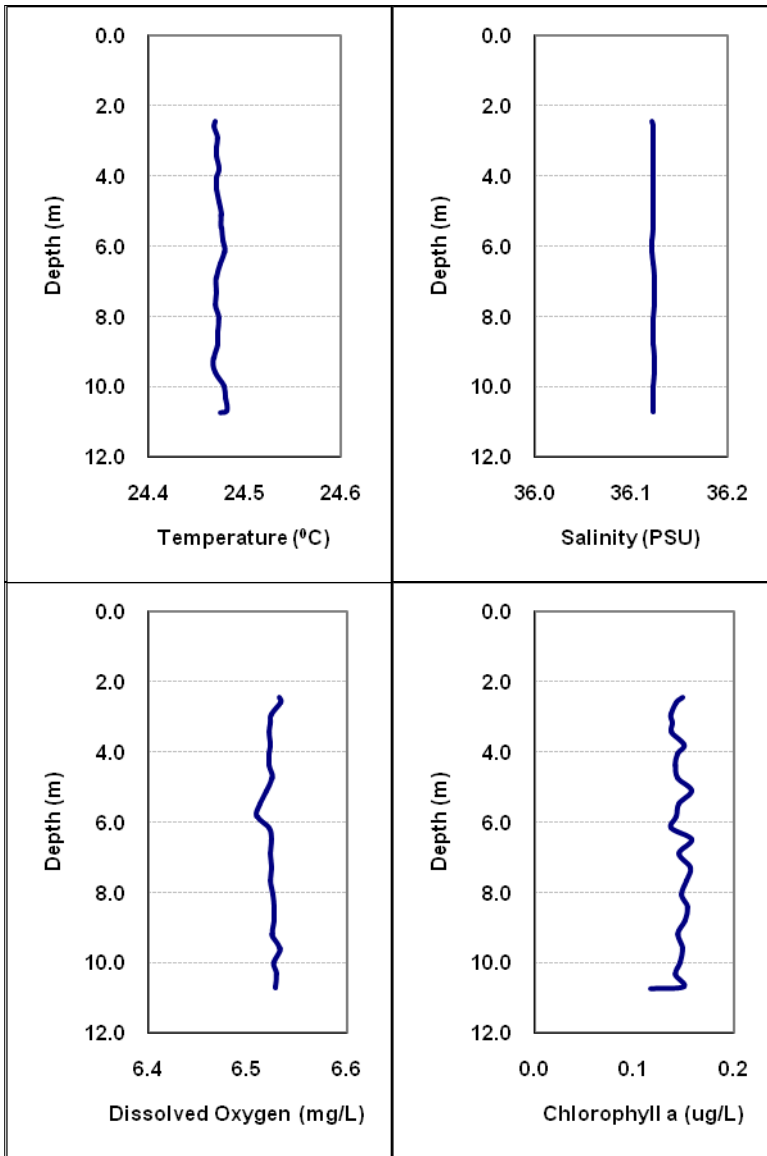 0.0
2.0
4.0
6.0
8.0
10.0
12.0
Depth (m)
24.4 24.5 24.6
Temperature (⁰C)
0.0
2.0
4.0
6.0
8.0
10.0
12.0
Depth (m)
36.0 36.1 36.2
Salinity (PSU)
0.0
2.0
4.0
6.0
8.0
10.0
12.0
Depth (m)
6.4 6.5 6.6
Dissolved Oxygen (mg/L)
0.0
2.0
4.0
6.0
8.0
10.0
12.0
Depth (m)
0.0 0.1 0.2
Chlorophyll a (ug/L)